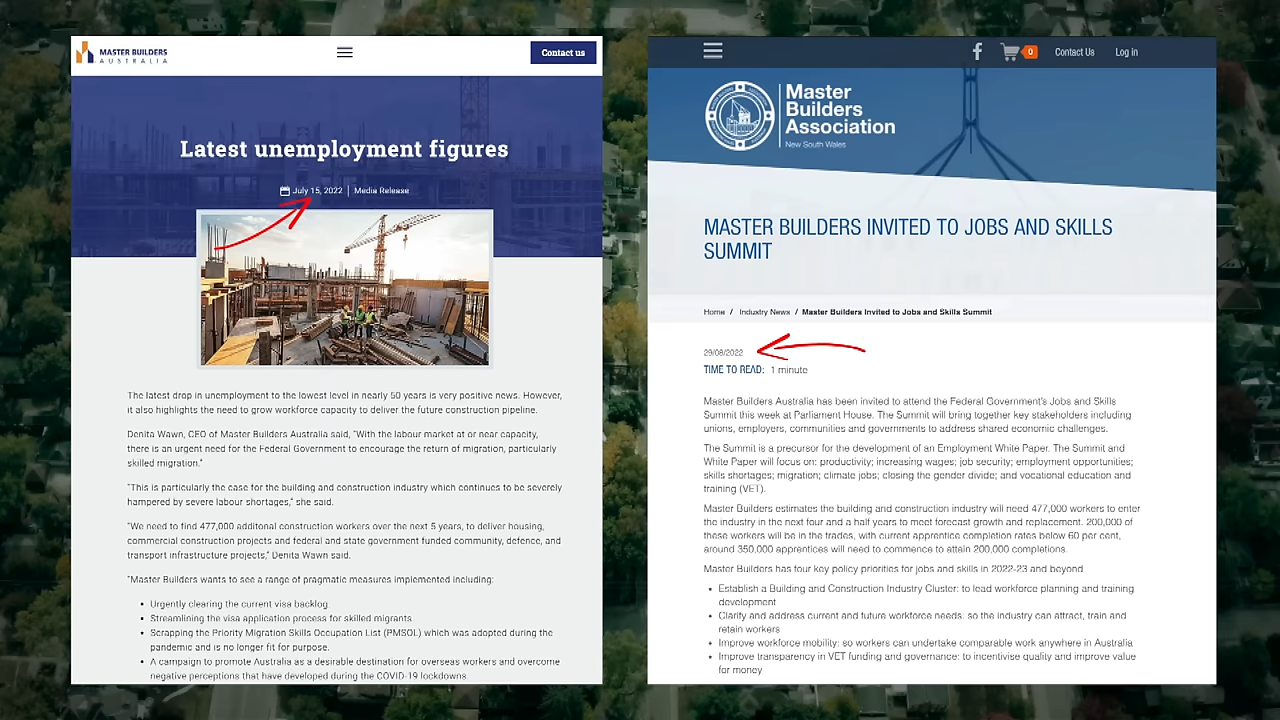 MASTER BUILDERS
AUSTRALIA
Contact us
Latest unemployment figures
July 15, 2022 | Media Release
The latest drop in unemployment to the lowest level in nearly 50 years is very positive news. However,
it also highlights the need to grow workforce capacity to deliver the future construction pipeline.
Denita Wawn, CEO of Master Builders Australia said, “With the labour market at or near capacity,
there is an urgent need for the Federal Government to encourage the return of migration, particularly
skilled migration.”
“This is particularly the case for the building and construction industry which continues to be severely
hampered by severe labour shortages,” she said.
“We need to find 477,000 additonal construction workers over the next 5 years, to deliver housing,
commercial construction projects and federal and state government funded community, defence, and
transport infrastructure projects,” Denita Wawn said.
“Master Builders wants to see a range of pragmatic measures implemented including:
• Urgently clearing the current visa backlog.
• Streamlining the visa application process for skilled migrants.
• Scrapping the Priority Migration Skills Occupation List (PMSOL) which was adopted during the
pandemic and is no longer fit for purpose.
• A campaign to promote Australia as a desirable destination for overseas workers and overcome
negative perceptions that have developed during the COVID-19 lockdowns.
0
Contact Us
Log in
Master
Builders
Association
New South Wales
MASTER BUILDERS INVITED TO JOBS AND SKILLS
SUMMIT
Home / Industry News / Master Builders Invited to Jobs and Skills Summit
29/08/2022
TIME TO READ: 1 minute
Master Builders Australia has been invited to attend the Federal Government's Jobs and Skills
Summit this week at Parliament House. The Summit will bring together key stakeholders including
unions, employers, communities and governments to address shared economic challenges.
The Summit is a precursor for the development of an Employment White Paper. The Summit and
White Paper will focus on: productivity; increasing wages; job security; employment opportunities;
skills shortages; migration; climate jobs; closing the gender divide; and vocational education and
training (VET).
Master Builders estimates the building and construction industry will need 477,000 workers to enter
the industry in the next four and a half years to meet forecast growth and replacement. 200,000 of
these workers will be in the trades, with current apprentice completion rates below 60 per cent,
around 350,000 apprentices will need to commence to attain 200,000 completions.
Master Builders has four key policy priorities for jobs and skills in 2022-23 and beyond
• Establish a Building and Construction Industry Cluster: to lead workforce planning and training
development
• Clarify and address current and future workforce needs: so the industry can attract, train and
retain workers
• Improve workforce mobility: so workers can undertake comparable work anywhere in Australia
• Improve transparency in VET funding and governance: to incentivise quality and improve value
for money